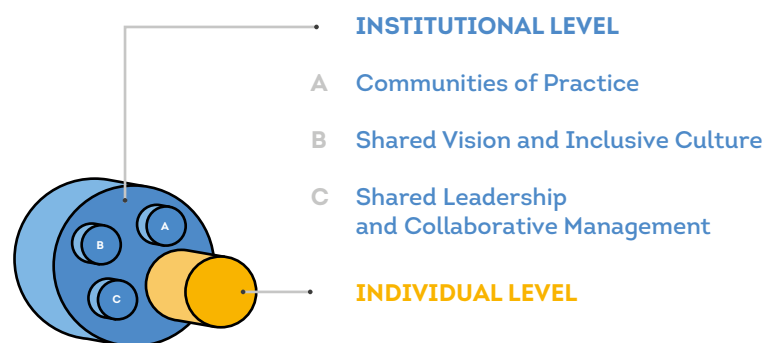 INSTITUTIONAL LEVEL
A Communities of Practice
B Shared Vision and Inclusive Culture
C Shared Leadership
and Collaborative Management
INDIVIDUAL LEVEL
A
B
C